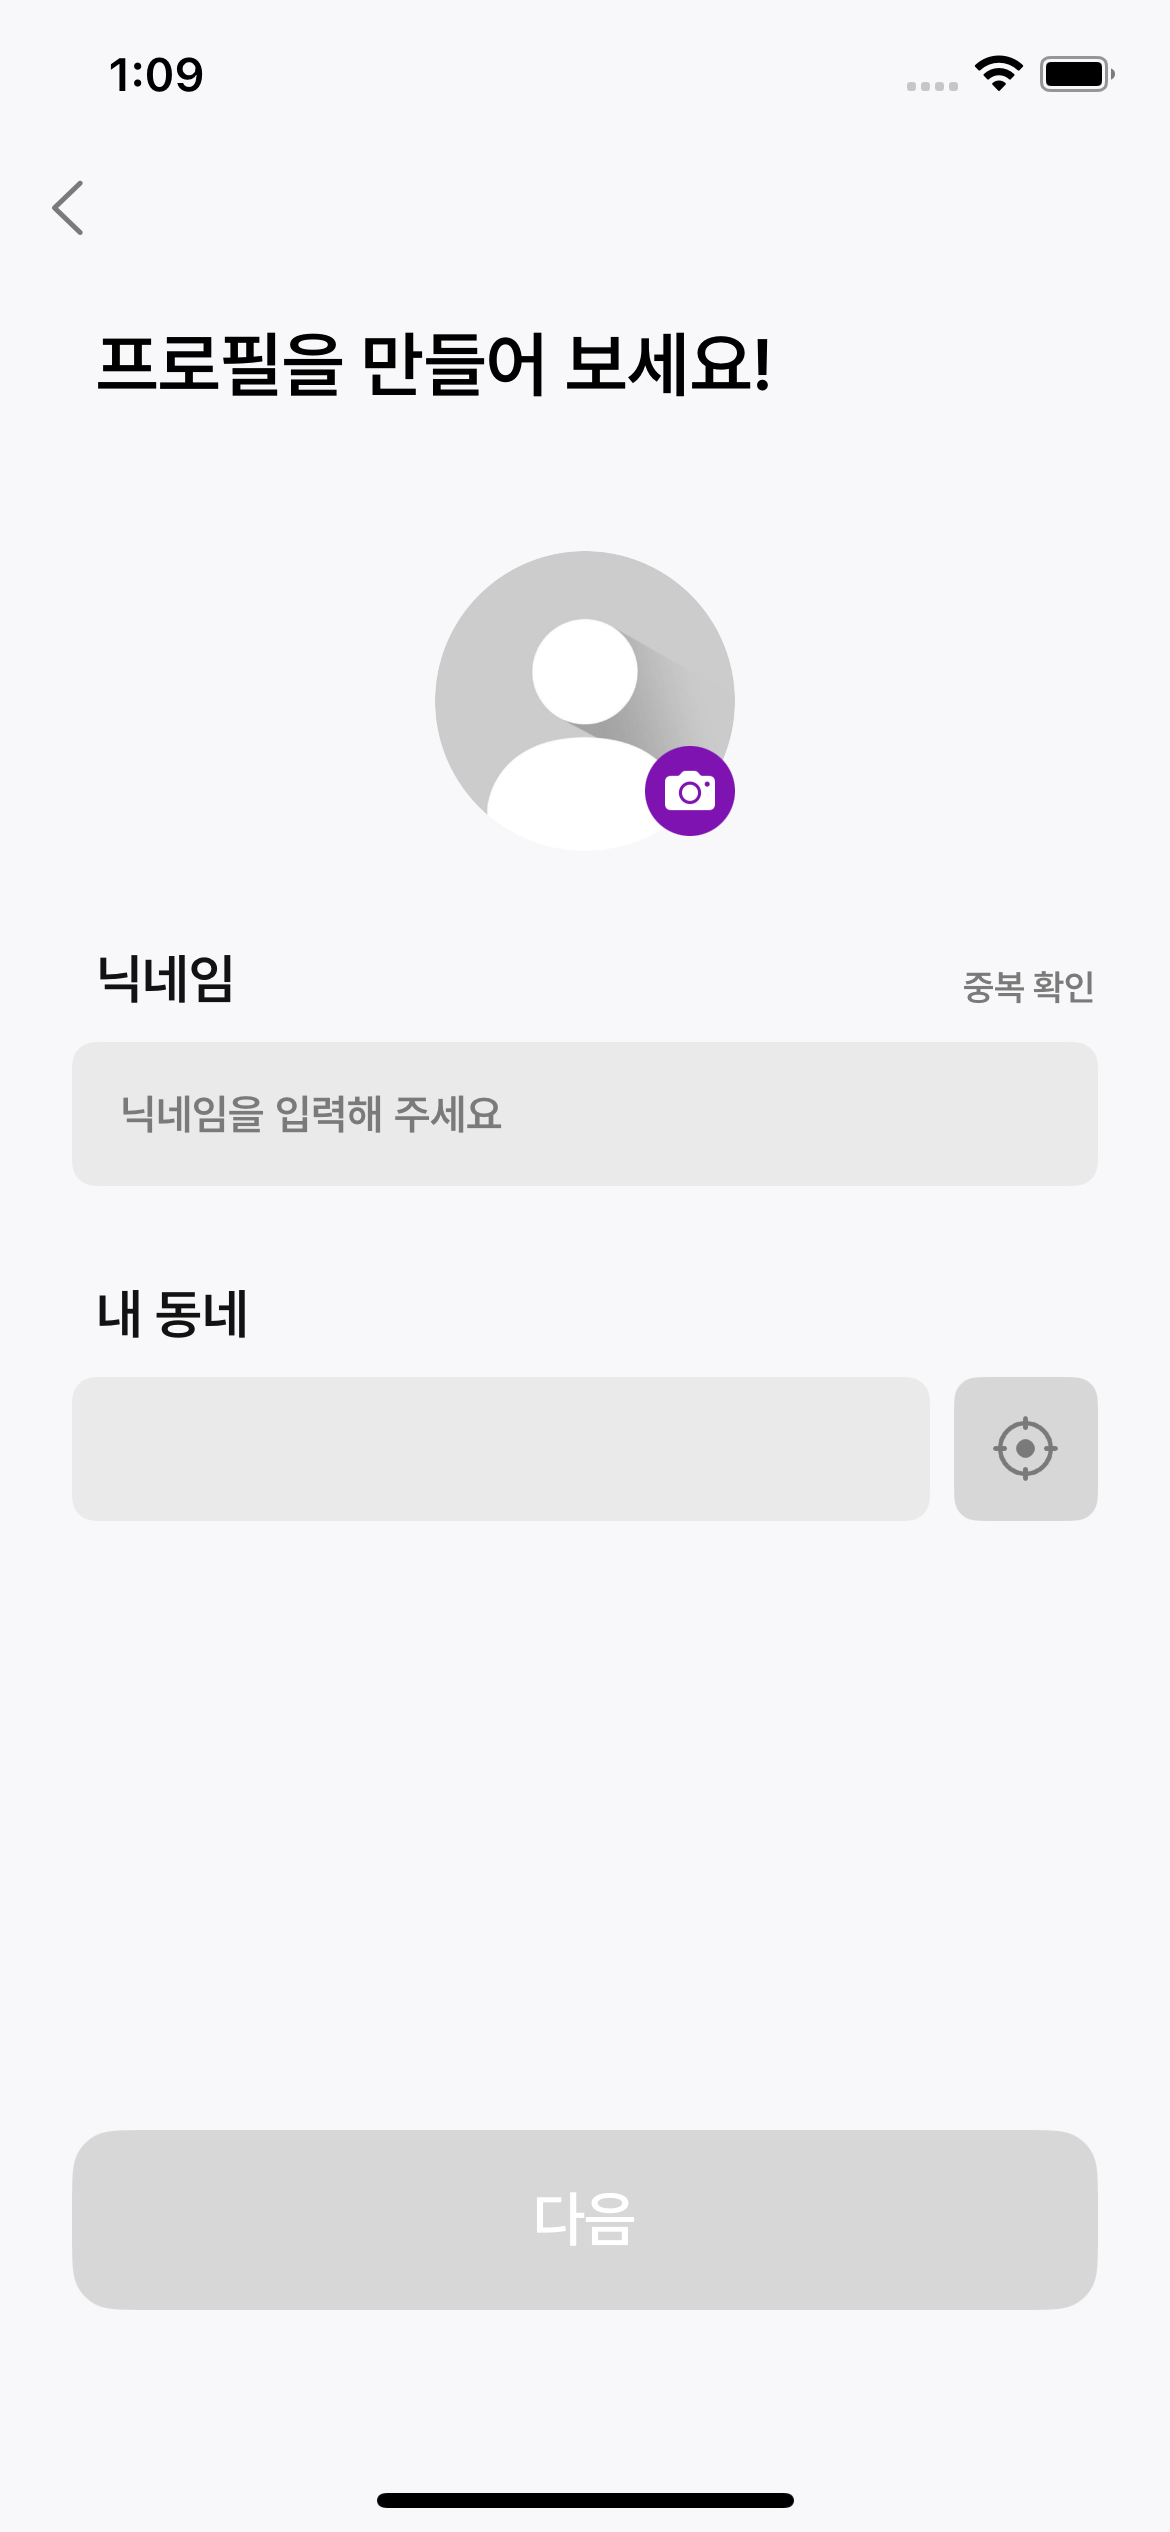 1:09
프로필을 만들어 보세요!
닉네임
중복 확인
닉네임을 입력해 주세요
내 동네
다음